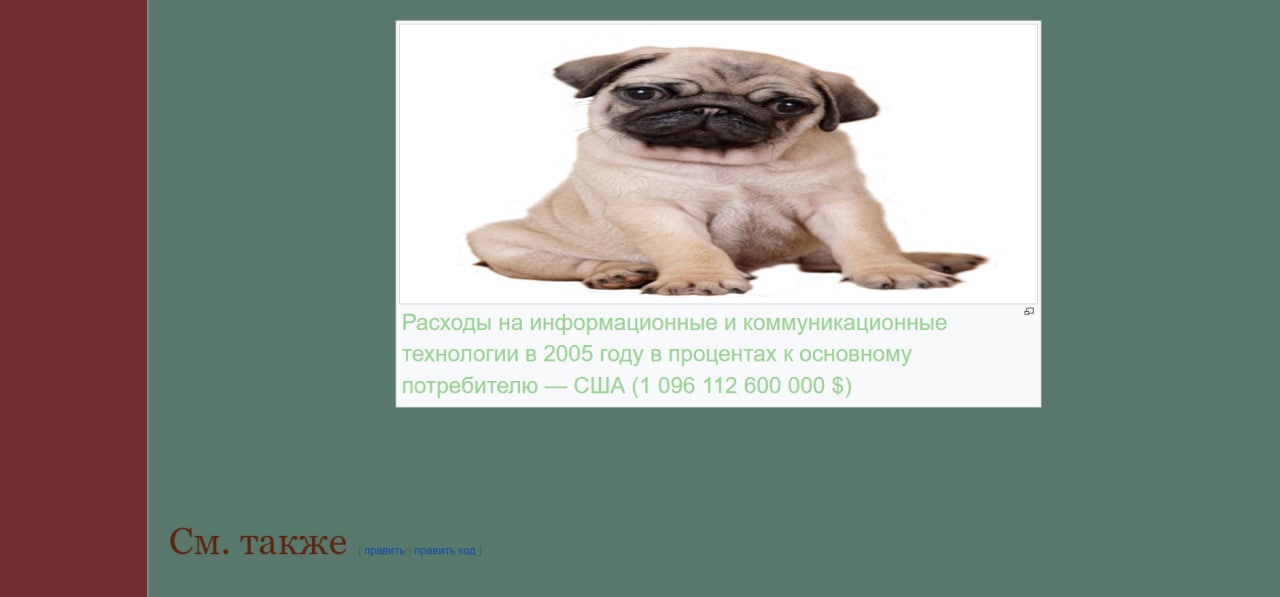 Расходы на информационные и коммуникационные
технологии в 2005 году в процентах к основному
потребителю — США (1 096 112 600 000 $)
См. также [ править | править код ]